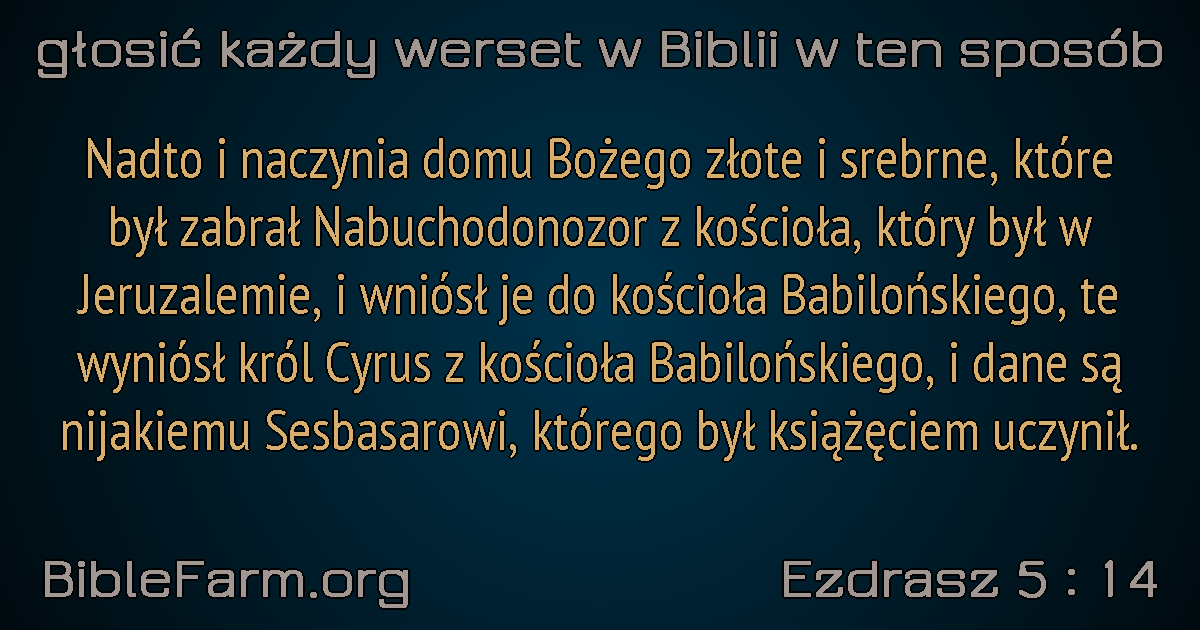 głosić każdy werset w Biblii w ten sposób
Nadto i naczynia domu Bożego złote i srebrne, które
był zabrał Nabuchodonozor z kościoła, który był w
Jeruzalemie, i wniósł je do kościoła Babilońskiego, te
wyniósł król Cyrus z kościoła Babilońskiego, i dane są
nijakiemu Sesbasarowi, którego był książęciem uczynił.
BibleFarm.org
Ezdrasz 5 : 14